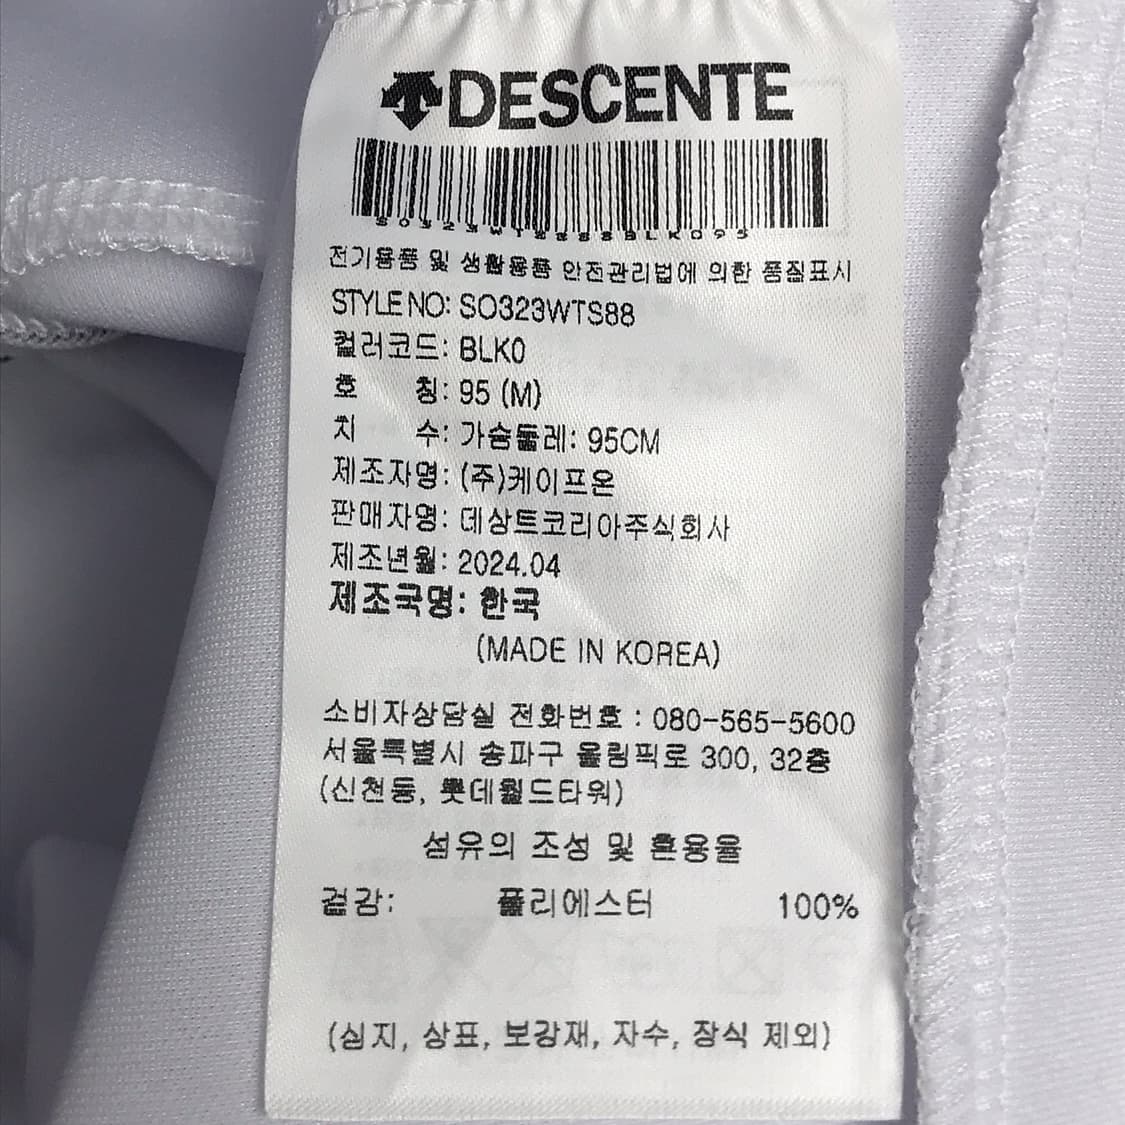 DESCENTE
SO323WTS88BLK095
전기용품 및 생활용품 안전관리법에 의한 품질표시
STYLE NO: SO323WTS88
컬러코드: BLK0
호 칭: 95 (M)
치 수: 가슴둘레: 95CM
제조자명: (주)케이프온
판매자명: 데상트코리아주식회사
제조년월: 2024.04
제조국명: 한국
(MADE IN KOREA)
소비자상담실 전화번호 : 080-565-5600
서울특별시 송파구 올림픽로 300, 32층
(신천동, 롯데월드타워)
섬유의 조성 및 혼용율
겉감: 폴리에스터 100%
(심지, 상표, 보강재, 자수, 장식 제외)